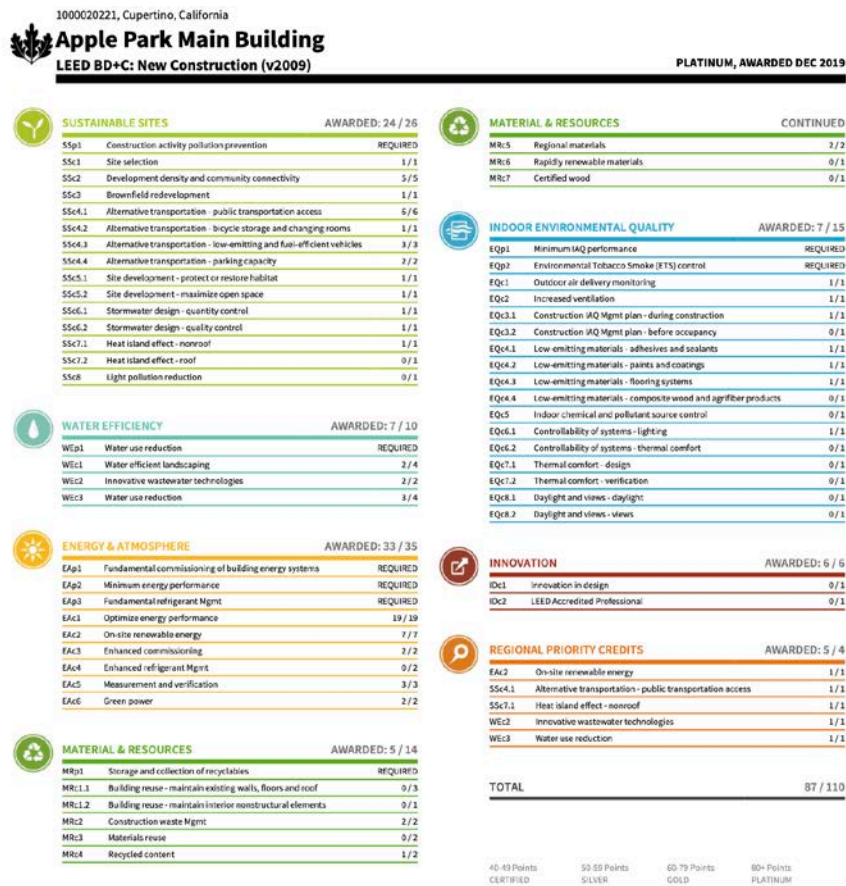 1000020221, Cupertino, California
Apple Park Main Building
LEED BD+C: New Construction (v2009)
PLATINUM, AWARDED DEC 2019
SUSTAINABLE SITES AWARDED: 24 / 26
SSp1 Construction activity pollution prevention REQUIRED
SSc1 Site selection 1/1
SSc2 Development density and community connectivity 5/5
SSc3 Brownfield redevelopment 1/1
SSc4.1 Alternative transportation - public transportation access 6/6
SSc4.2 Alternative transportation - bicycle storage and changing rooms 1/1
SSc4.3 Alternative transportation - low-emitting and fuel-efficient vehicles 3/3
SSc4.4 Alternative transportation - parking capacity 2/2
SSc5.1 Site development - protect or restore habitat 1/1
SSc5.2 Site development - maximize open space 1/1
SSc6.1 Stormwater design - quantity control 1/1
SSc6.2 Stormwater design - quality control 1/1
SSc7.1 Heat island effect - nonroof 1/1
SSc7.2 Heat island effect - roof 0/1
SSc8 Light pollution reduction 0/1
WATER EFFICIENCY AWARDED: 7 / 10
WEp1 Water use reduction REQUIRED
WEc1 Water efficient landscaping 2/4
WEc2 Innovative wastewater technologies 2/2
WEc3 Water use reduction 3/4
ENERGY & ATMOSPHERE AWARDED: 33 / 35
EAp1 Fundamental commissioning of building energy systems REQUIRED
EAp2 Minimum energy performance REQUIRED
EAp3 Fundamental refrigerant Mgmt REQUIRED
EAc1 Optimize energy performance 19/19
EAc2 On-site renewable energy 7/7
EAc3 Enhanced commissioning 2/2
EAc4 Enhanced refrigerant Mgmt 0/2
EAc5 Measurement and verification 3/3
EAc6 Green power 2/2
MATERIAL & RESOURCES AWARDED: 5 / 14
MRp1 Storage and collection of recyclables REQUIRED
MRc1.1 Building reuse - maintain existing walls, floors and roof 0/3
MRc1.2 Building reuse - maintain interior nonstructural elements 0/1
MRc2 Construction waste Mgmt 2/2
MRc3 Materials reuse 0/2
MRc4 Recycled content 1/2
MATERIAL & RESOURCES CONTINUED
MRc5 Regional materials 2/2
MRc6 Rapidly renewable materials 0/1
MRc7 Certified wood 0/1
INDOOR ENVIRONMENTAL QUALITY AWARDED: 7 / 15
EQp1 Minimum IAQ performance REQUIRED
EQp2 Environmental Tobacco Smoke (ETS) control REQUIRED
EQc1 Outdoor air delivery monitoring 1/1
EQc2 Increased ventilation 1/1
EQc3.1 Construction IAQ Mgmt plan - during construction 1/1
EQc3.2 Construction IAQ Mgmt plan - before occupancy 0/1
EQc4.1 Low-emitting materials - adhesives and sealants 1/1
EQc4.2 Low-emitting materials - paints and coatings 1/1
EQc4.3 Low-emitting materials - flooring systems 1/1
EQc4.4 Low-emitting materials - composite wood and agrifiber products 0/1
EQc5 Indoor chemical and pollutant source control 0/1
EQc6.1 Controllability of systems - lighting 1/1
EQc6.2 Controllability of systems - thermal comfort 0/1
EQc7.1 Thermal comfort - design 0/1
EQc7.2 Thermal comfort - verification 0/1
EQc8.1 Daylight and views - daylight 0/1
EQc8.2 Daylight and views - views 0/1
INNOVATION AWARDED: 6 / 6
IDc1 Innovation in design 0/1
IDc2 LEED Accredited Professional 0/1
REGIONAL PRIORITY CREDITS AWARDED: 5 / 4
EAc2 On-site renewable energy 1/1
SSc4.1 Alternative transportation - public transportation access 1/1
SSc7.1 Heat island effect - nonroof 1/1
WEc2 Innovative wastewater technologies 1/1
WEc3 Water use reduction 1/1
TOTAL 87 / 110
40-49 Points 50-59 Points 60-79 Points 80+ Points
CERTIFIED SILVER GOLD PLATINUM